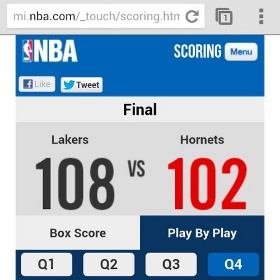 mi.nba.com/_touch/scoring.htm
1
NBA
SCORING Menu
Like Tweet
Final
Lakers Hornets
108 VS 102
Box Score Play By Play
Q1 Q2 Q3 Q4